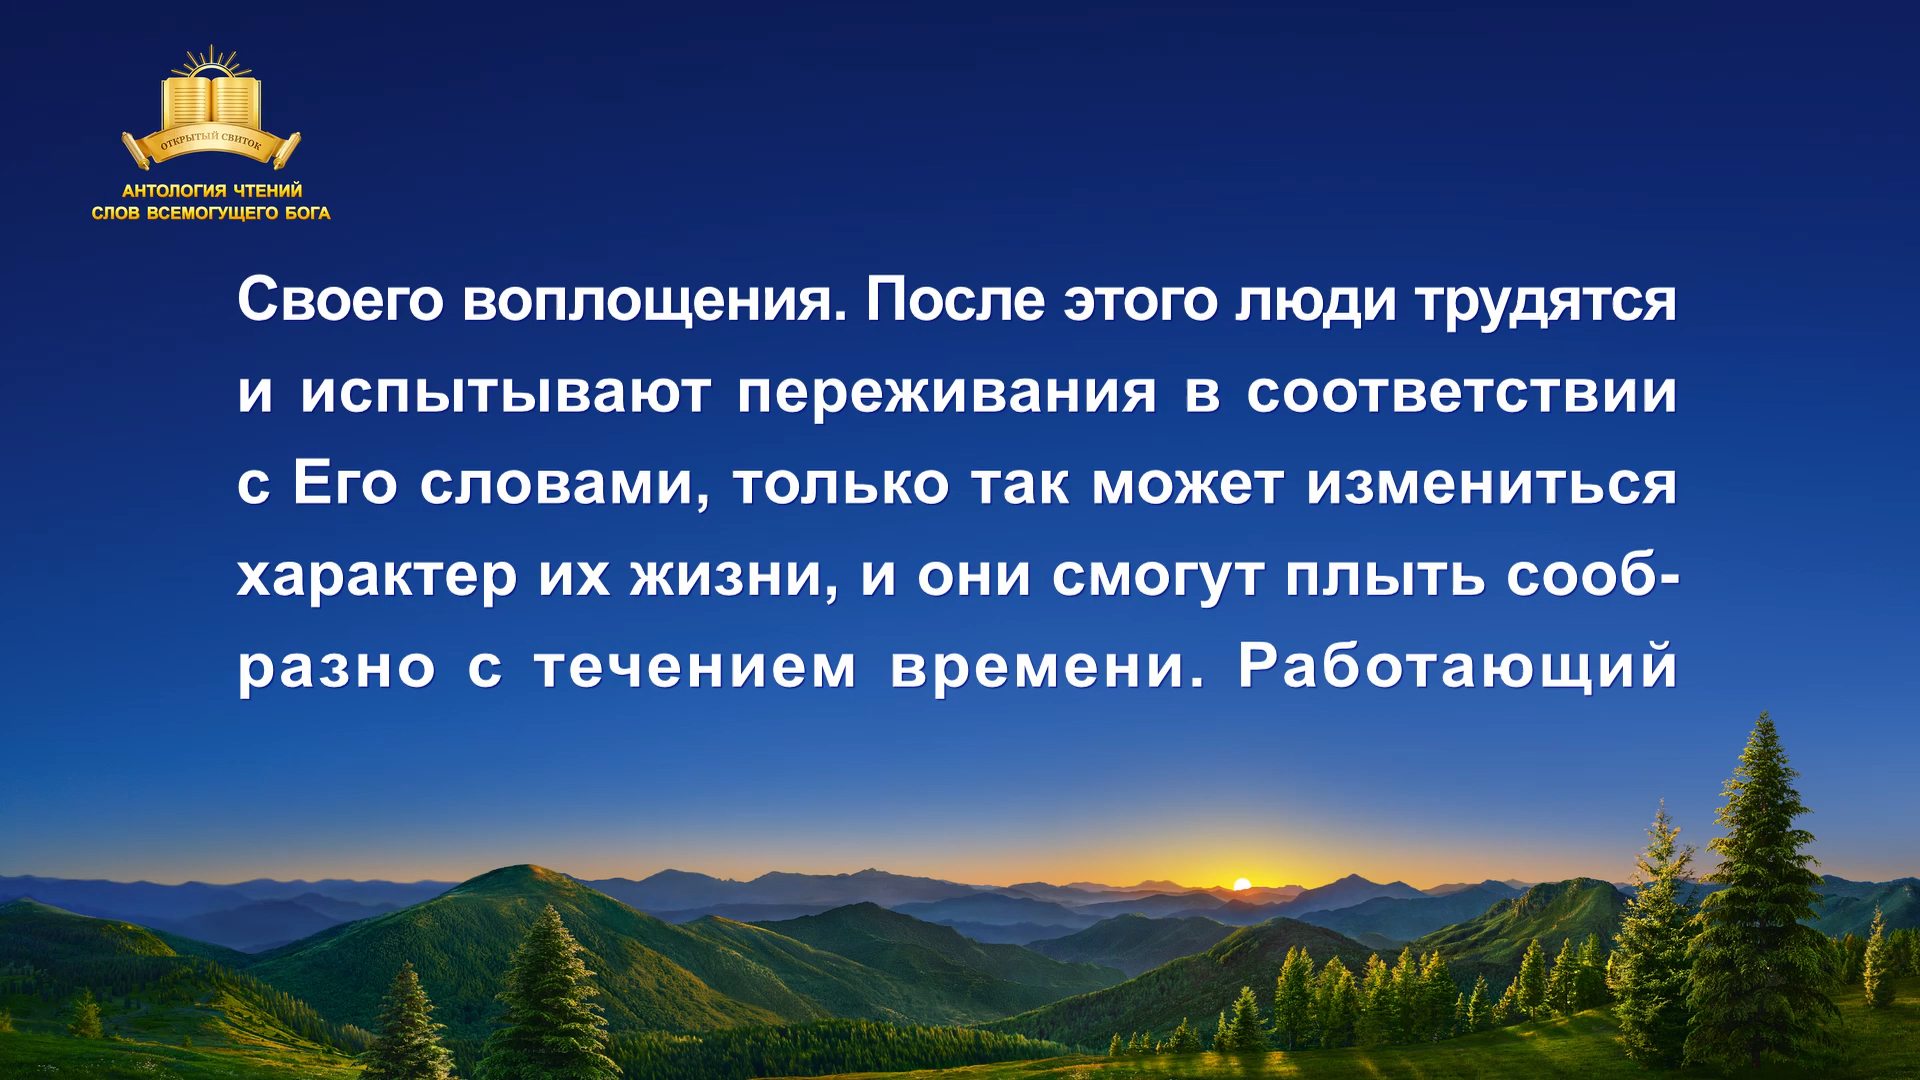 ОТКРЫТЫЙ СВИТОК
АНТОЛОГИЯ ЧТЕНИЙ
СЛОВ ВСЕМОГУЩЕГО БОГА
Своего воплощения. После этого люди трудятся
и испытывают переживания в соответствии
с Его словами, только так может измениться
характер их жизни, и они смогут плыть сооб-
разно с течением времени. Работающий